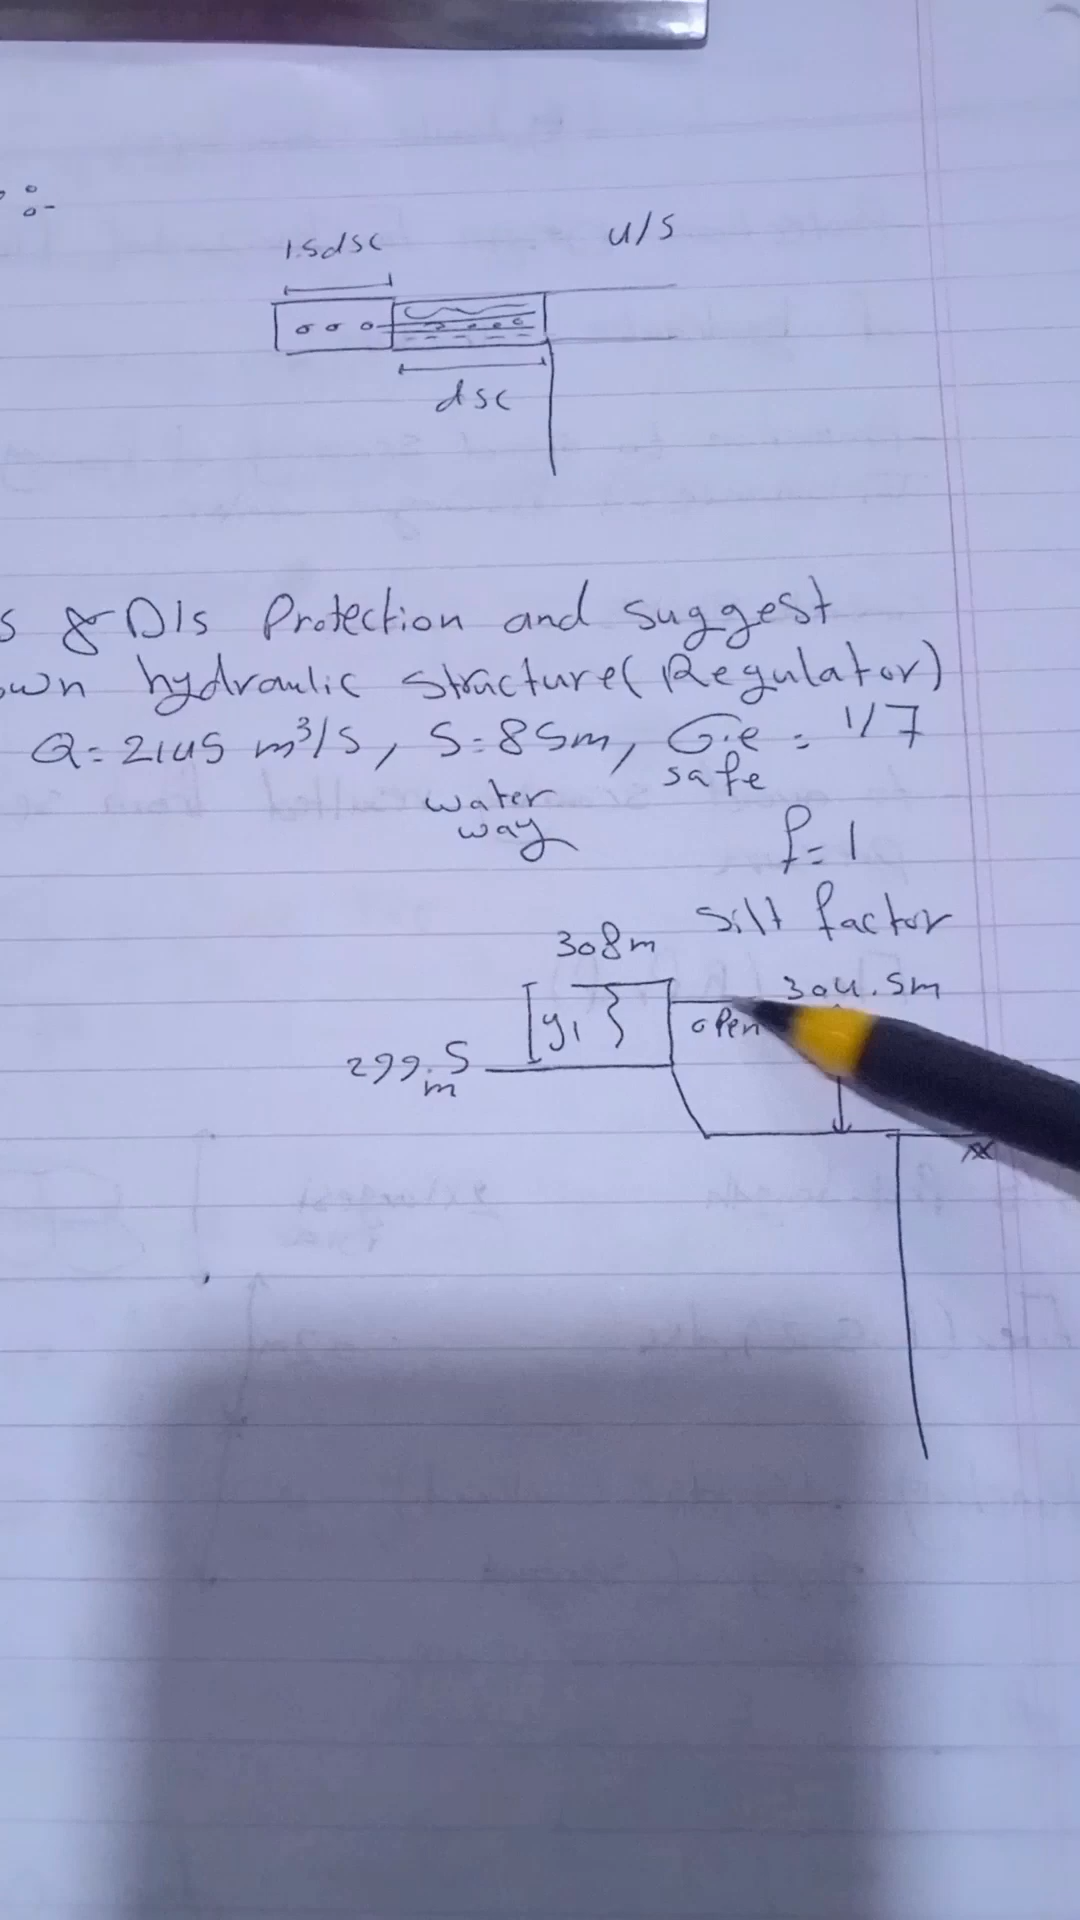 1.5dsc
u/s
dsc
s & D/s Protection and suggest
own hydraulic structure (Regulator)
Q = 2145 m³/s, S = 85m, G.e = 1/7
safe
water
way
f = 1
silt factor
308m
304.5m
y1
open
299.5
m